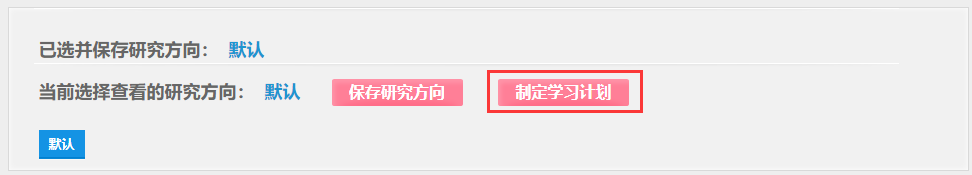 已选并保存研究方向： 默认
当前选择查看的研究方向： 默认 保存研究方向 制定学习计划
默认